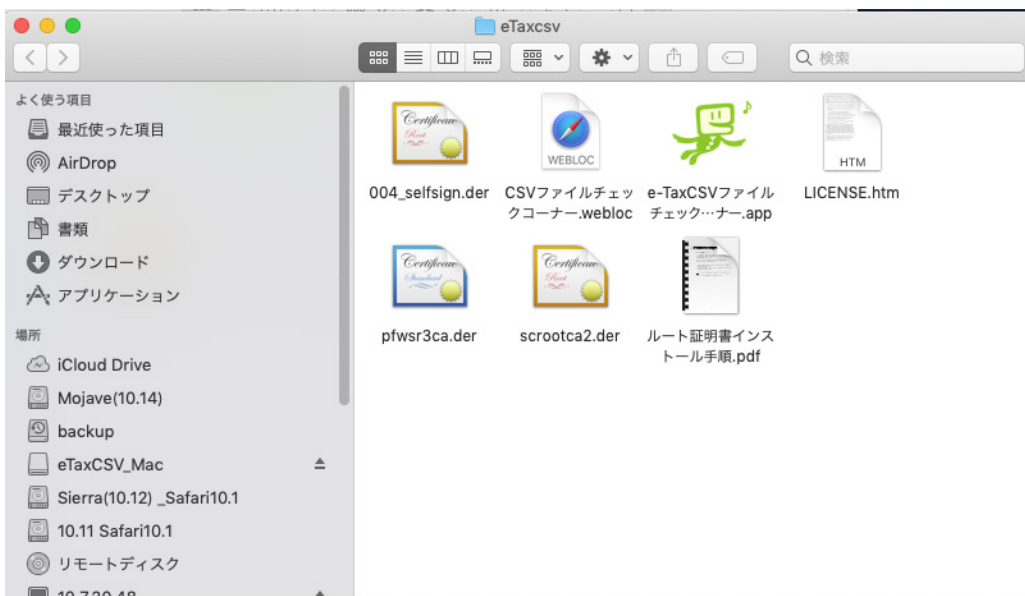 eTaxcsv
検索
よく使う項目
最近使った項目
AirDrop
デスクトップ
書類
ダウンロード
アプリケーション
場所
iCloud Drive
Mojave(10.14)
backup
eTaxCSV_Mac
Sierra(10.12) _Safari10.1
10.11 Safari10.1
リモートディスク
Certificate
Root
WEBLOC
HTM
004_selfsign.der
CSVファイルチェッ
クコーナー.webloc
e-TaxCSVファイル
チェック…ナー.app
LICENSE.htm
Certificate
Standard
Certificate
Root
pfwsr3ca.der
scrootca2.der
ルート証明書インス
トール手順.pdf